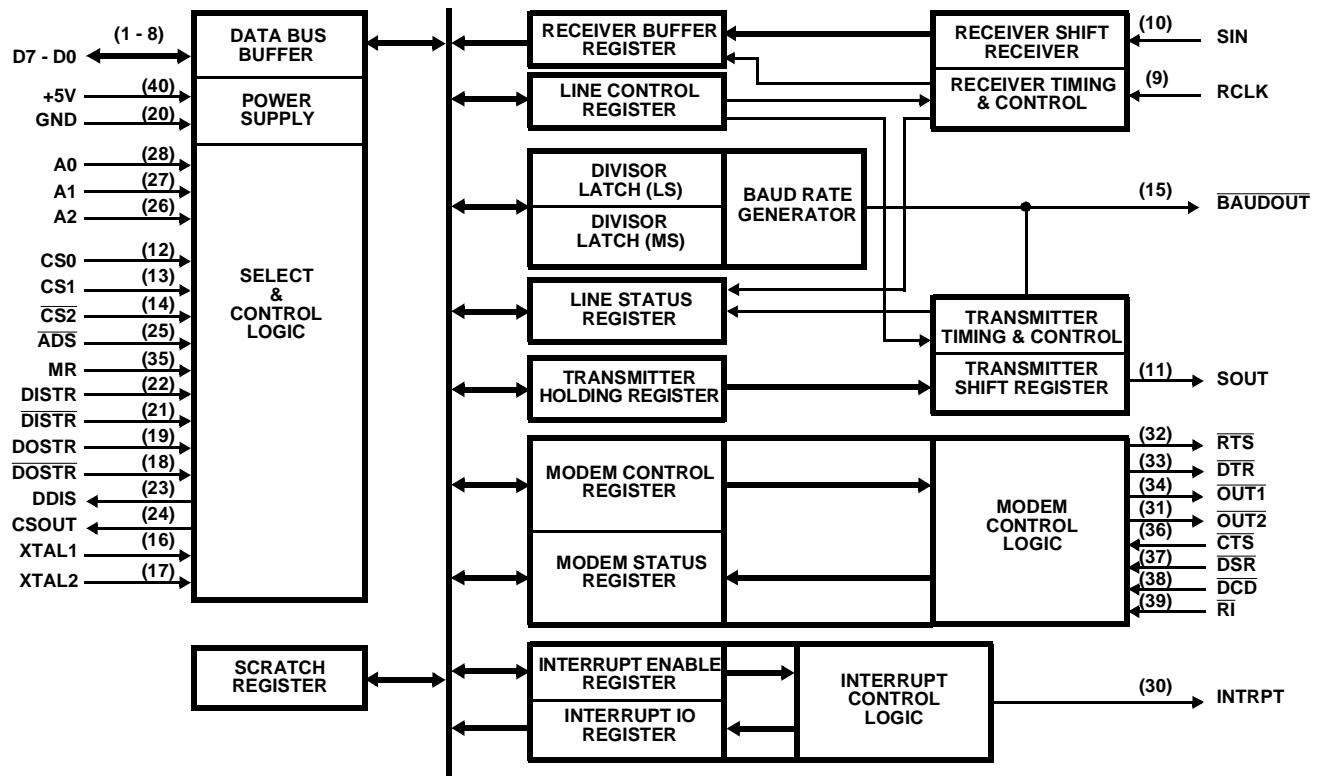 D7 - D0
(1 - 8)
+5V
(40)
GND
(20)
A0
(28)
A1
(27)
A2
(26)
CS0
(12)
CS1
(13)
CS2
(14)
ADS
(25)
MR
(35)
DISTR
(22)
DISTR
(21)
DOSTR
(19)
DOSTR
(18)
DDIS
(23)
CSOUT
(24)
XTAL1
(16)
XTAL2
(17)
DATA BUS
BUFFER
POWER
SUPPLY
SELECT
&
CONTROL
LOGIC
SCRATCH
REGISTER
RECEIVER BUFFER
REGISTER
LINE CONTROL
REGISTER
DIVISOR
LATCH (LS)
DIVISOR
LATCH (MS)
BAUD RATE
GENERATOR
LINE STATUS
REGISTER
TRANSMITTER
HOLDING REGISTER
MODEM CONTROL
REGISTER
MODEM STATUS
REGISTER
INTERRUPT ENABLE
REGISTER
INTERRUPT IO
REGISTER
INTERRUPT
CONTROL
LOGIC
RECEIVER SHIFT
RECEIVER
RECEIVER TIMING
& CONTROL
TRANSMITTER
TIMING & CONTROL
TRANSMITTER
SHIFT REGISTER
MODEM
CONTROL
LOGIC
(10)
SIN
(9)
RCLK
(15)
BAUDOUT
(11)
SOUT
(32)
RTS
(33)
DTR
(34)
OUT1
(31)
OUT2
(36)
CTS
(37)
DSR
(38)
DCD
(39)
RI
(30)
INTRPT